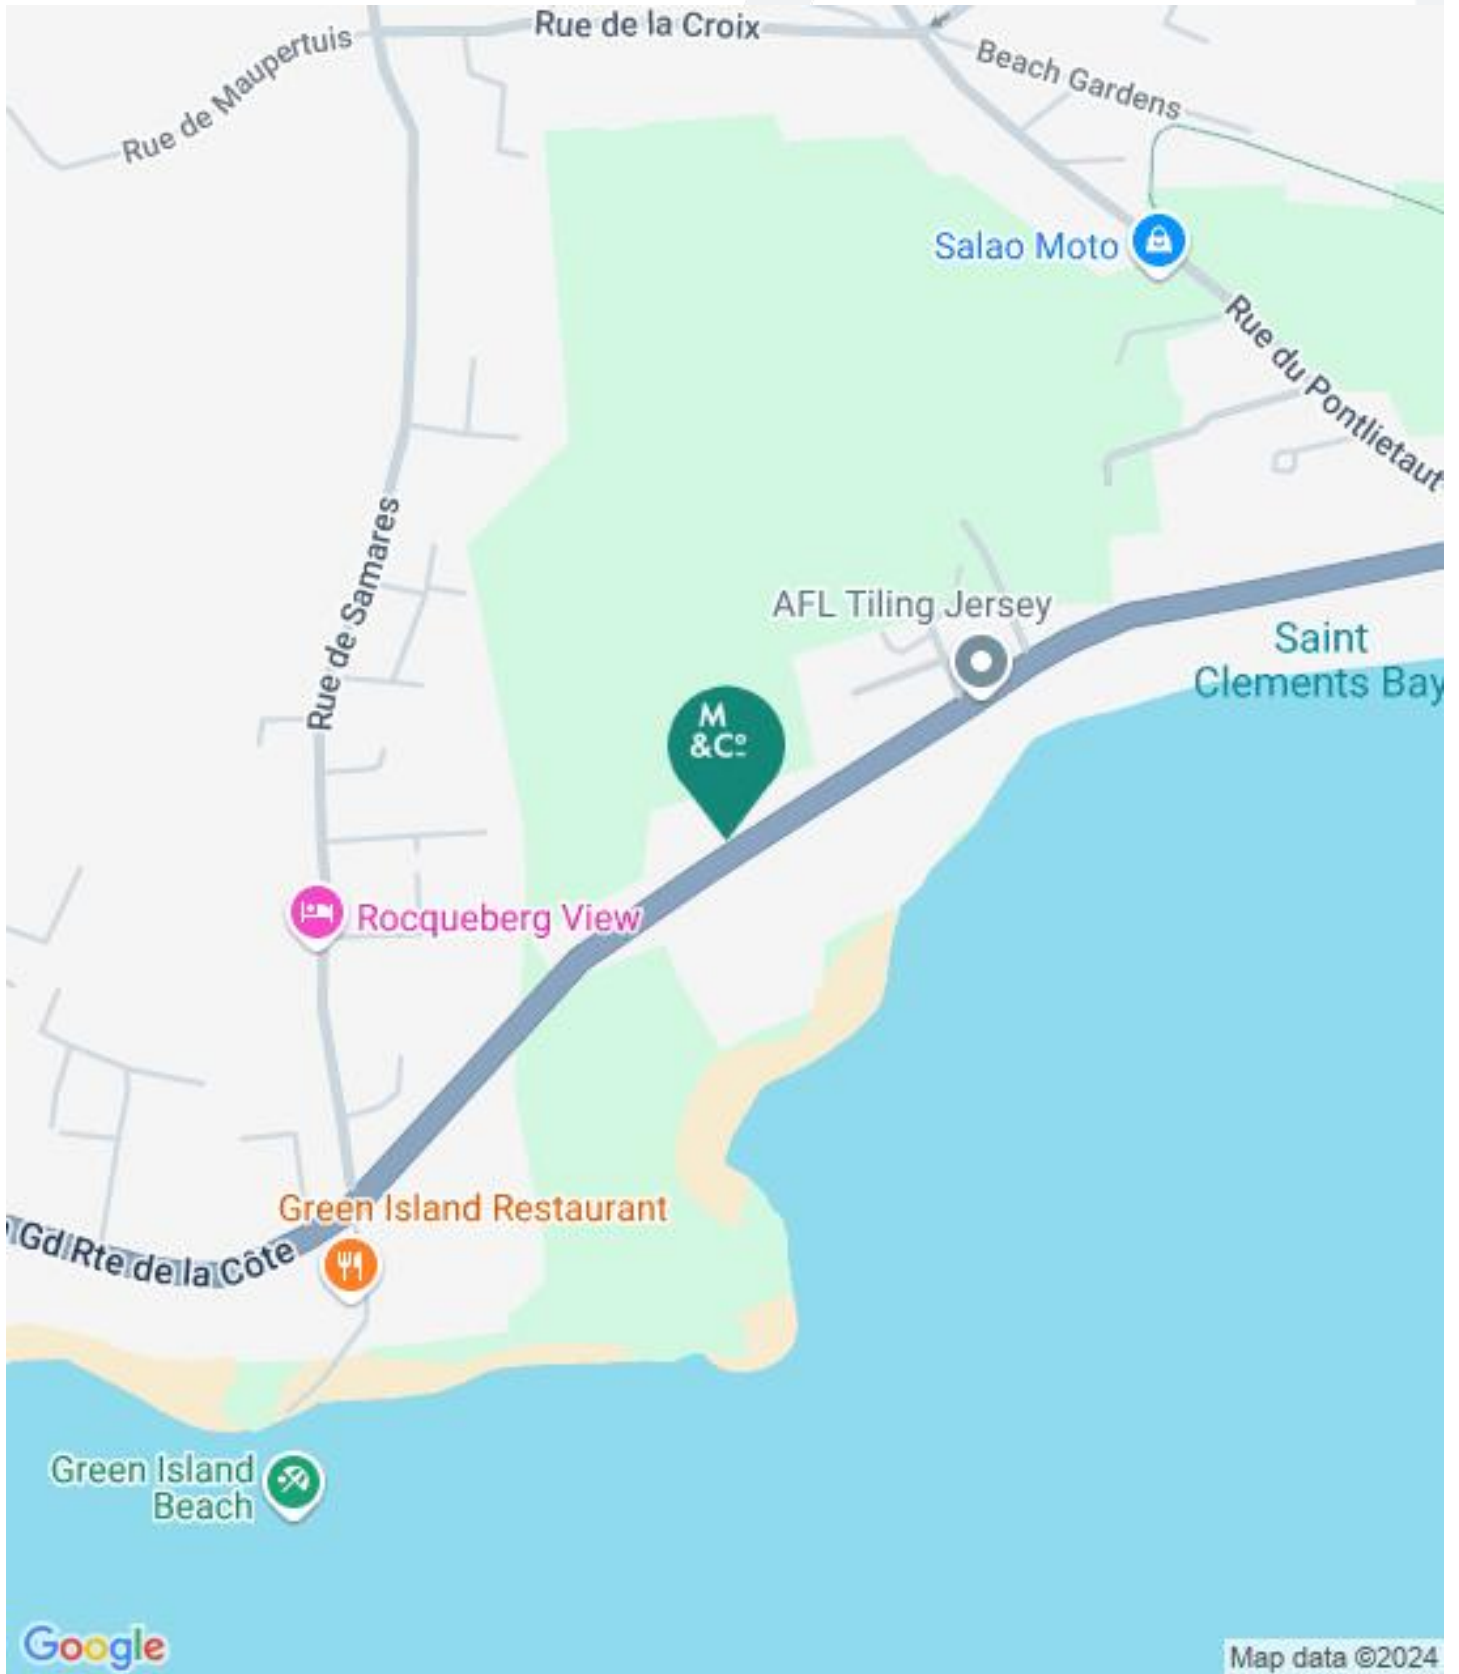 Rue de la Croix
Rue de Maupertuis
Beach Gardens
Salao Moto
Rue du Pontlietaut
Rue de Samares
AFL Tiling Jersey
Saint
Clements Bay
M
&Cº
Rocqueberg View
Green Island Restaurant
Gd Rte de la Côte
Green Island
Beach
Google
Map data ©2024